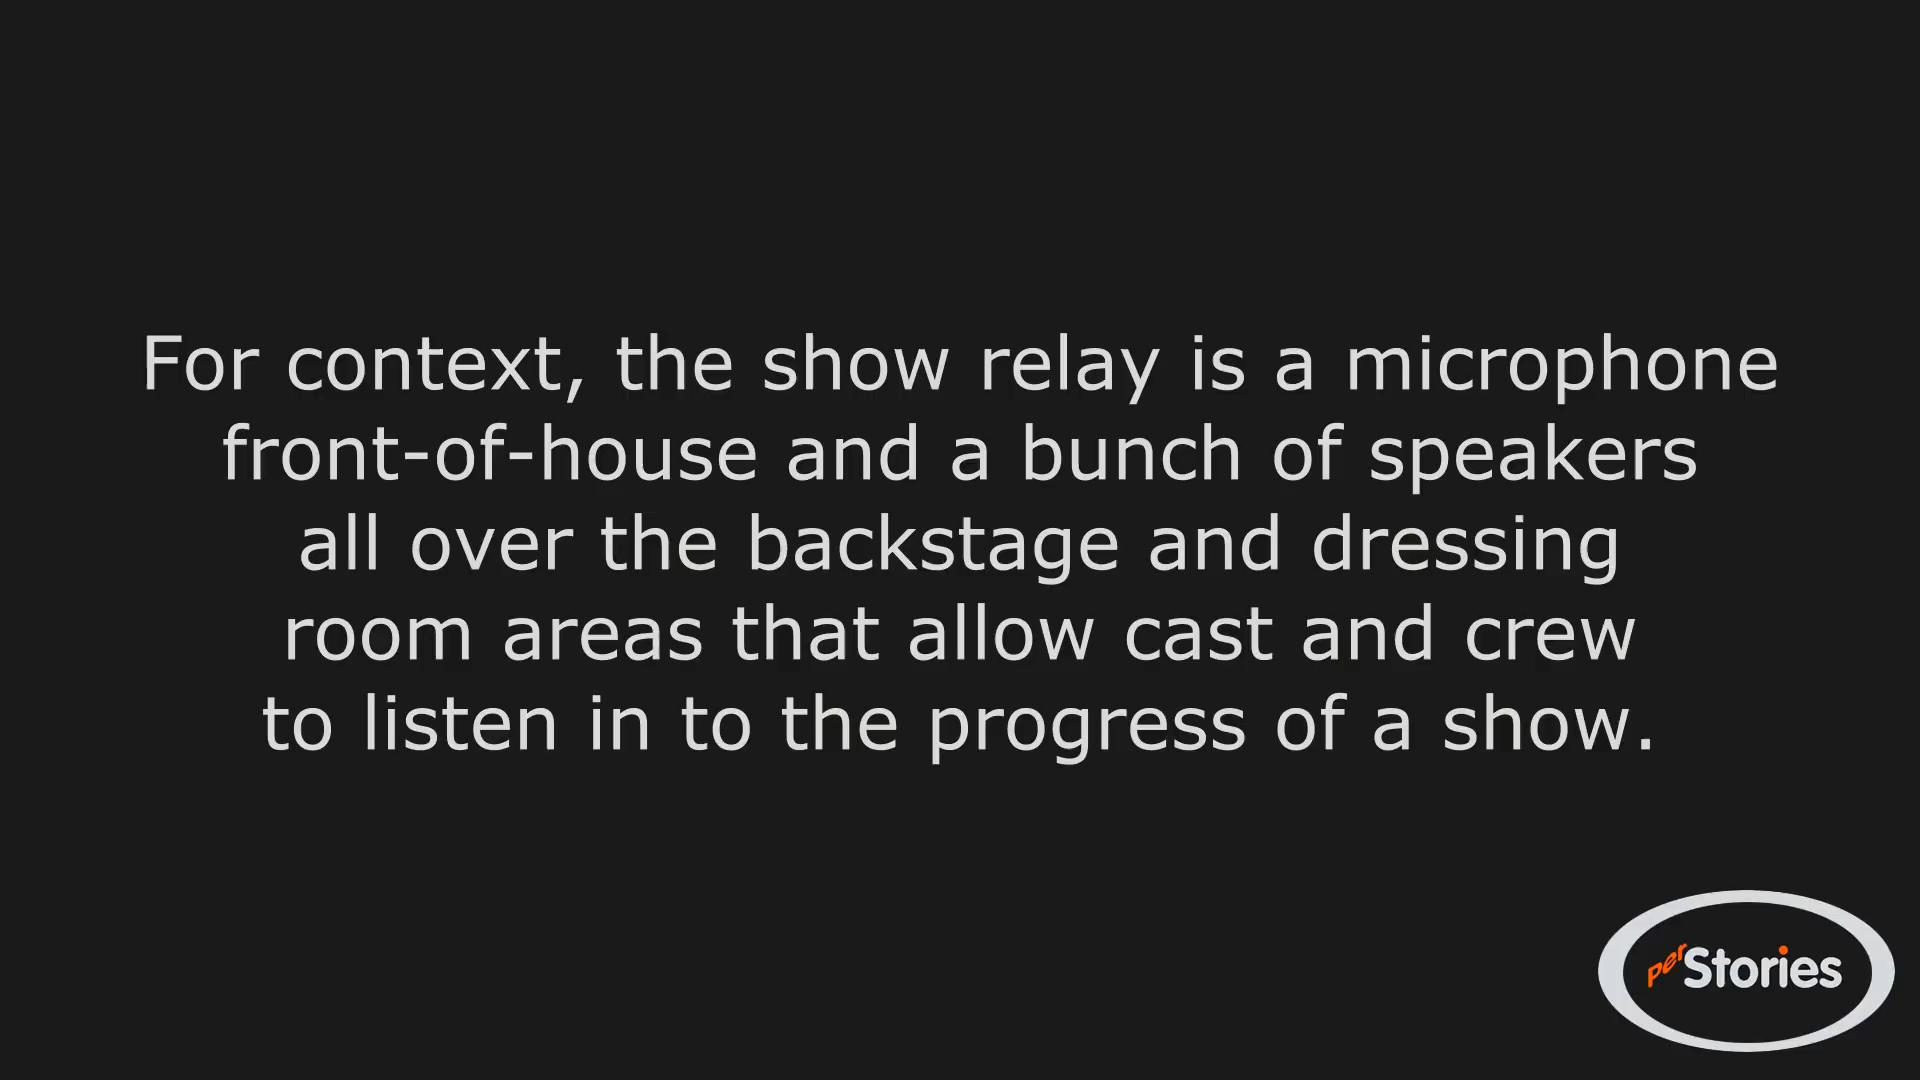 For context, the show relay is a microphone
front-of-house and a bunch of speakers
all over the backstage and dressing
room areas that allow cast and crew
to listen in to the progress of a show.
perStories